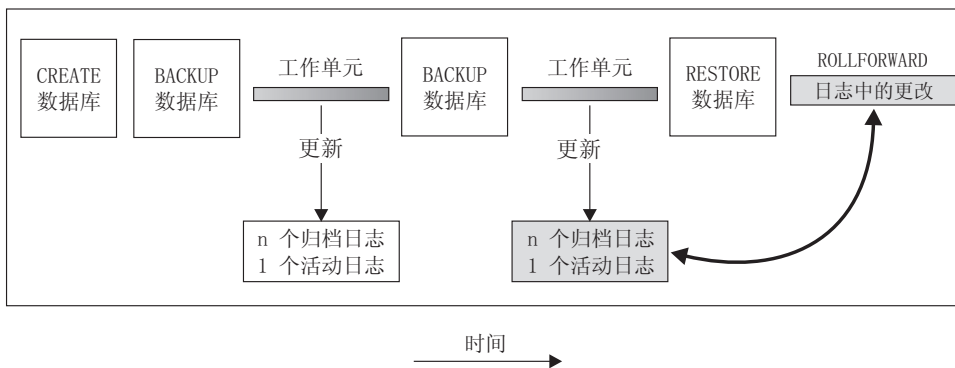 CREATE
数据库
BACKUP
数据库
工作单元
更新
n 个归档日志
1 个活动日志
BACKUP
数据库
工作单元
更新
n 个归档日志
1 个活动日志
RESTORE
数据库
ROLLFORWARD
日志中的更改
时间